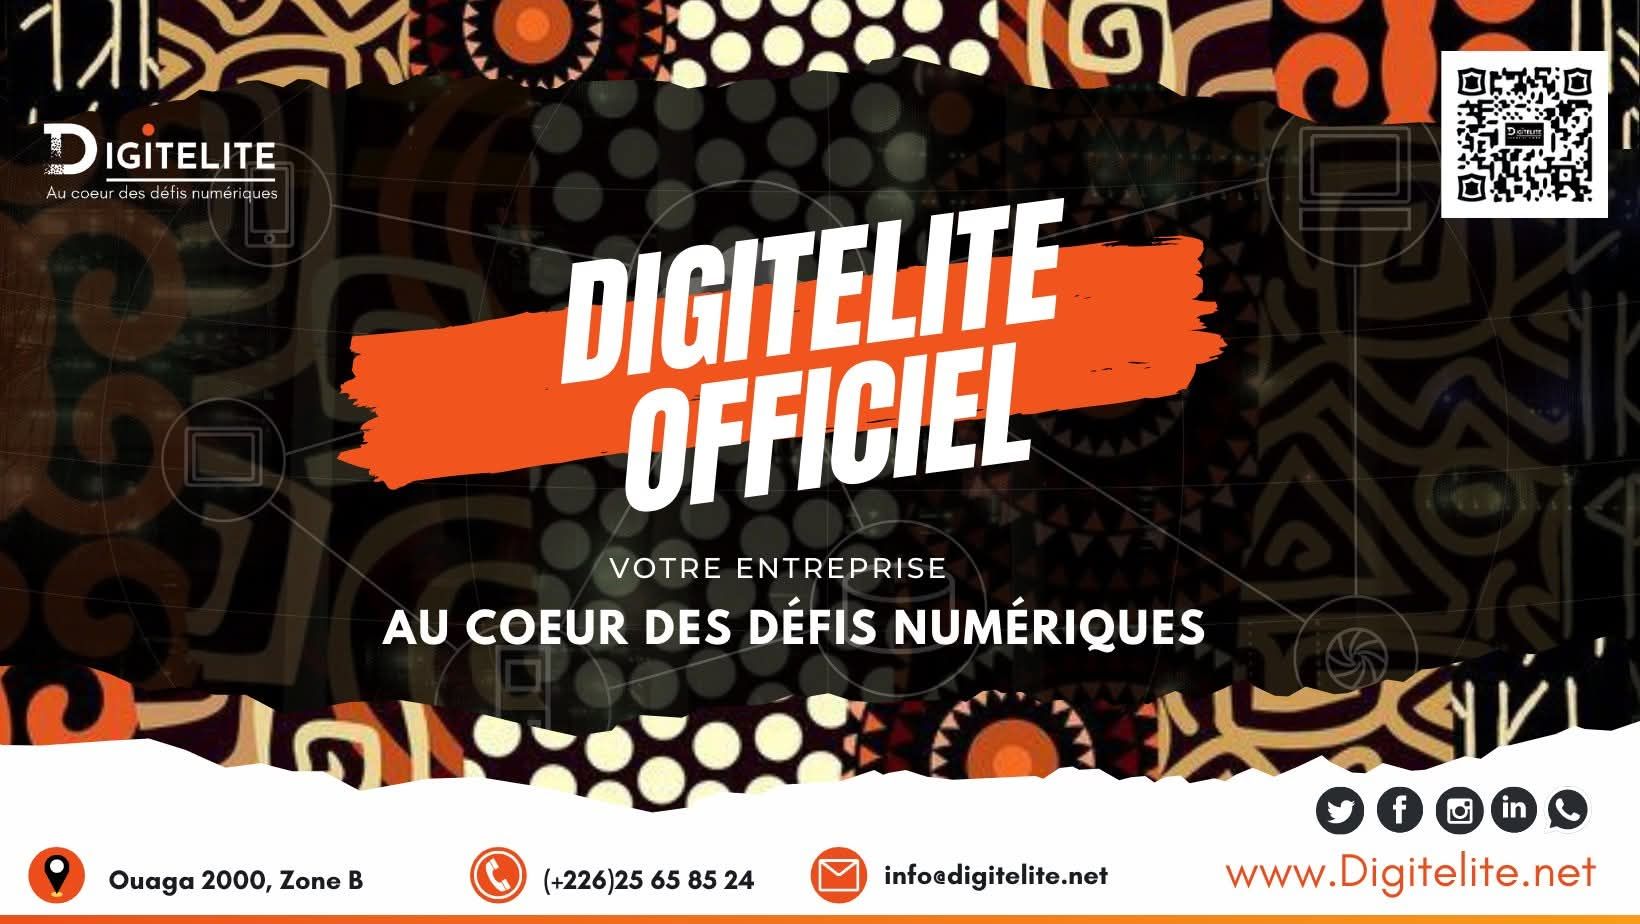 DIGITELITE
Au coeur des défis numériques
DIGITELITE
DIGITELITE
OFFICIEL
VOTRE ENTREPRISE
AU COEUR DES DÉFIS NUMÉRIQUES
Ouaga 2000, Zone B
(+226)25 65 85 24
info@digitelite.net
www.Digitelite.net